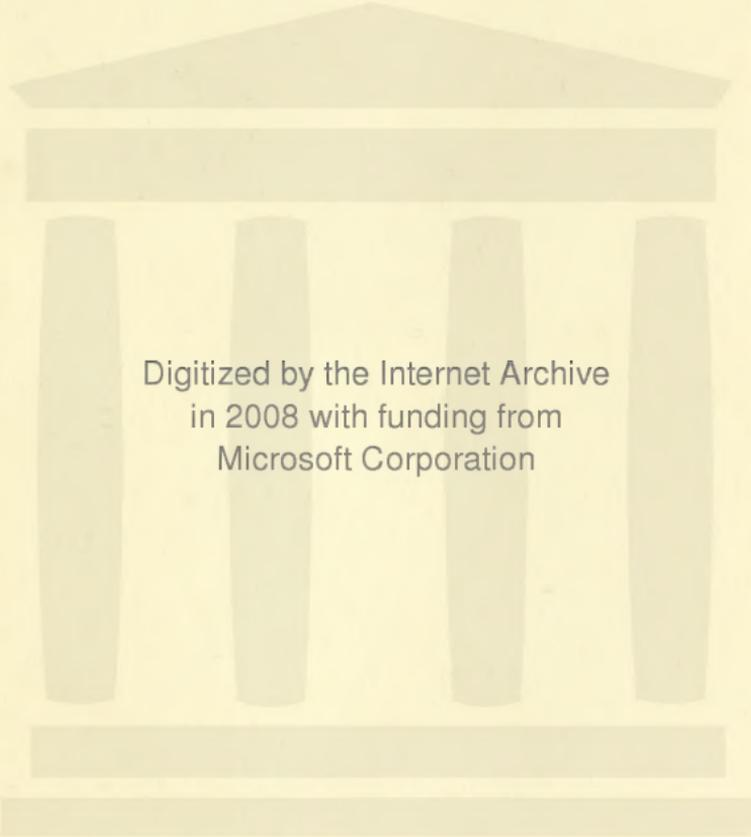 Digitized by the Internet Archive
in 2008 with funding from
Microsoft Corporation